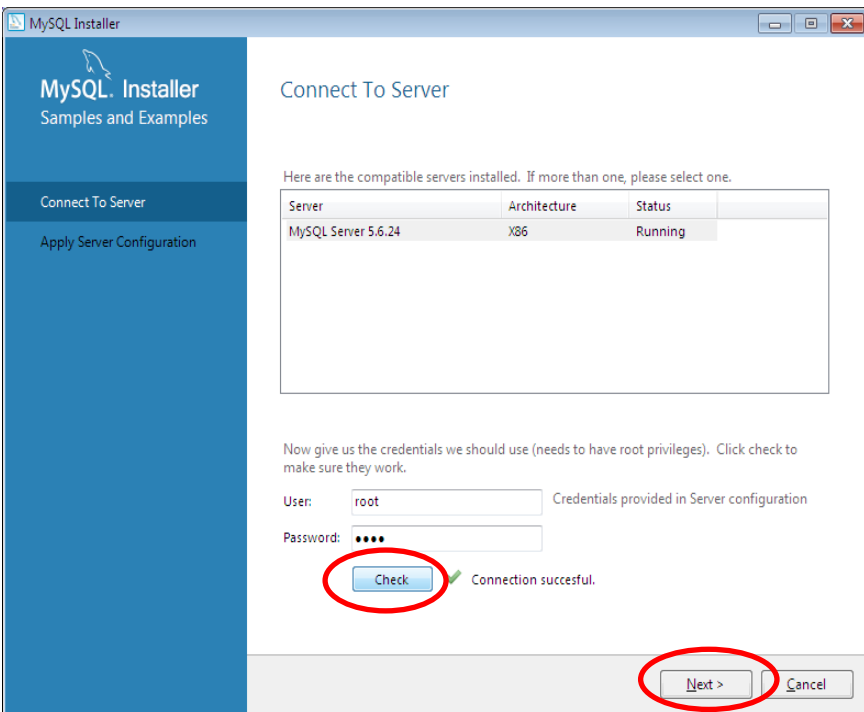 MySQL Installer
MySQL. Installer
Samples and Examples
Connect To Server
Apply Server Configuration
Connect To Server
Here are the compatible servers installed. If more than one, please select one.
Server Architecture Status
MySQL Server 5.6.24 X86 Running
Now give us the credentials we should use (needs to have root privileges). Click check to
make sure they work.
User: root Credentials provided in Server configuration
Password: ••••
Check Connection succesful.
Next > Cancel